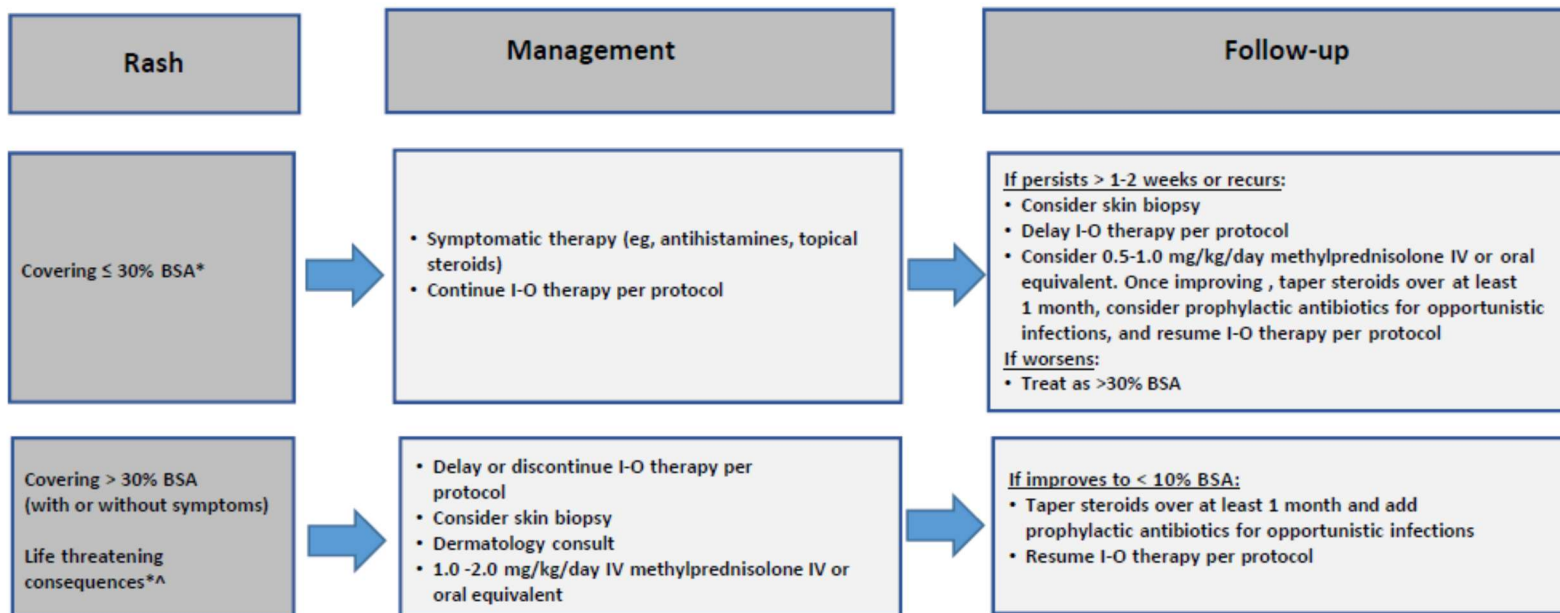 Rash
Management
Follow-up
Covering ≤ 30% BSA*
• Symptomatic therapy (eg, antihistamines, topical
steroids)
• Continue I-O therapy per protocol
If persists > 1-2 weeks or recurs:
• Consider skin biopsy
• Delay I-O therapy per protocol
• Consider 0.5-1.0 mg/kg/day methylprednisolone IV or oral
equivalent. Once improving , taper steroids over at least
1 month, consider prophylactic antibiotics for opportunistic
infections, and resume I-O therapy per protocol
If worsens:
• Treat as >30% BSA
Covering > 30% BSA
(with or without symptoms)
Life threatening
consequences*^
• Delay or discontinue I-O therapy per
protocol
• Consider skin biopsy
• Dermatology consult
• 1.0 -2.0 mg/kg/day IV methylprednisolone IV or
oral equivalent
If improves to < 10% BSA:
• Taper steroids over at least 1 month and add
prophylactic antibiotics for opportunistic infections
• Resume I-O therapy per protocol